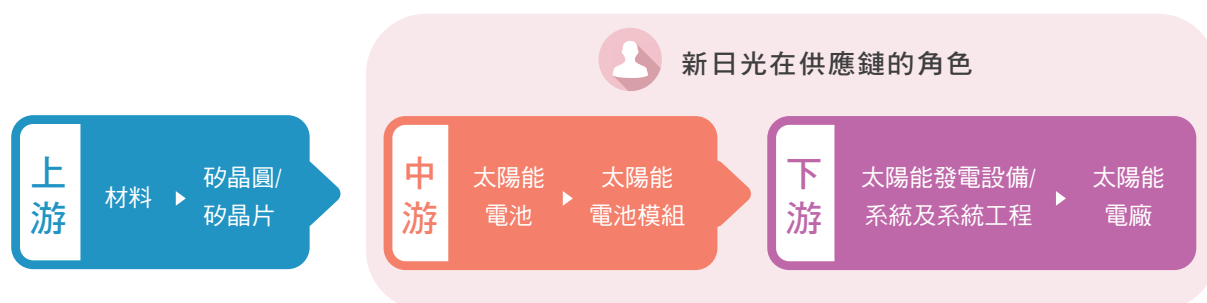 新日光在供應鏈的角色
上游
材料
矽晶圓/
矽晶片
中游
太陽能
電池
太陽能
電池模組
下游
太陽能發電設備/
系統及系統工程
太陽能
電廠